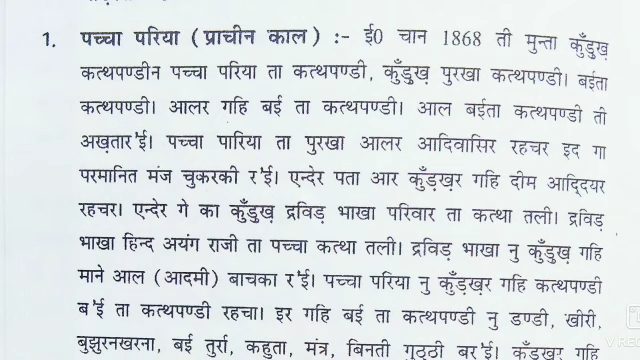 1. पच्चा परिया ( प्राचीन काल ) :- ई0 चान 1868 ती मुन्ता कुँड़ुख़
कत्थपण्डीन पच्चा परिया ता कत्थपण्डी, कुँड़ुख़ पुरखा कत्थपण्डी। बईता
कत्थपण्डी। आलर गहि बई ता कत्थपण्डी। आल बईता कत्थपण्डी ती
अख़तार'ई। पच्चा पारिया ता पुरखा आलर आदिवासिर रहचर इद गा
परमानित मंज चुकरकी र'ई। एन्देर पता आर कुँड़ख़र गहि दीम आदि्दयर
रहचर। एन्देर गे का कुँड़ुख़ द्रविड़ भाखा परिवार ता कत्था तली। द्रविड़
भाखा हिन्द अयंग राजी ता पच्चा कत्था तली। द्रविड़ भाखा नु कुँड़ुख़ गहि
माने आल (आदमी) बाचका र'ई। पच्चा परिया नु कुँड़ख़र गहि कत्थपण्डी
ब'ई ता कत्थपण्डी रहचा। इर गहि बई ता कत्थपण्डी नु डण्डी, खीरी,
बुझुरनखरना, बई तुर्रा, कहुता, मंत्र, बिनती गुठ्ठी बर'ई। कुँड़ख़र गहि